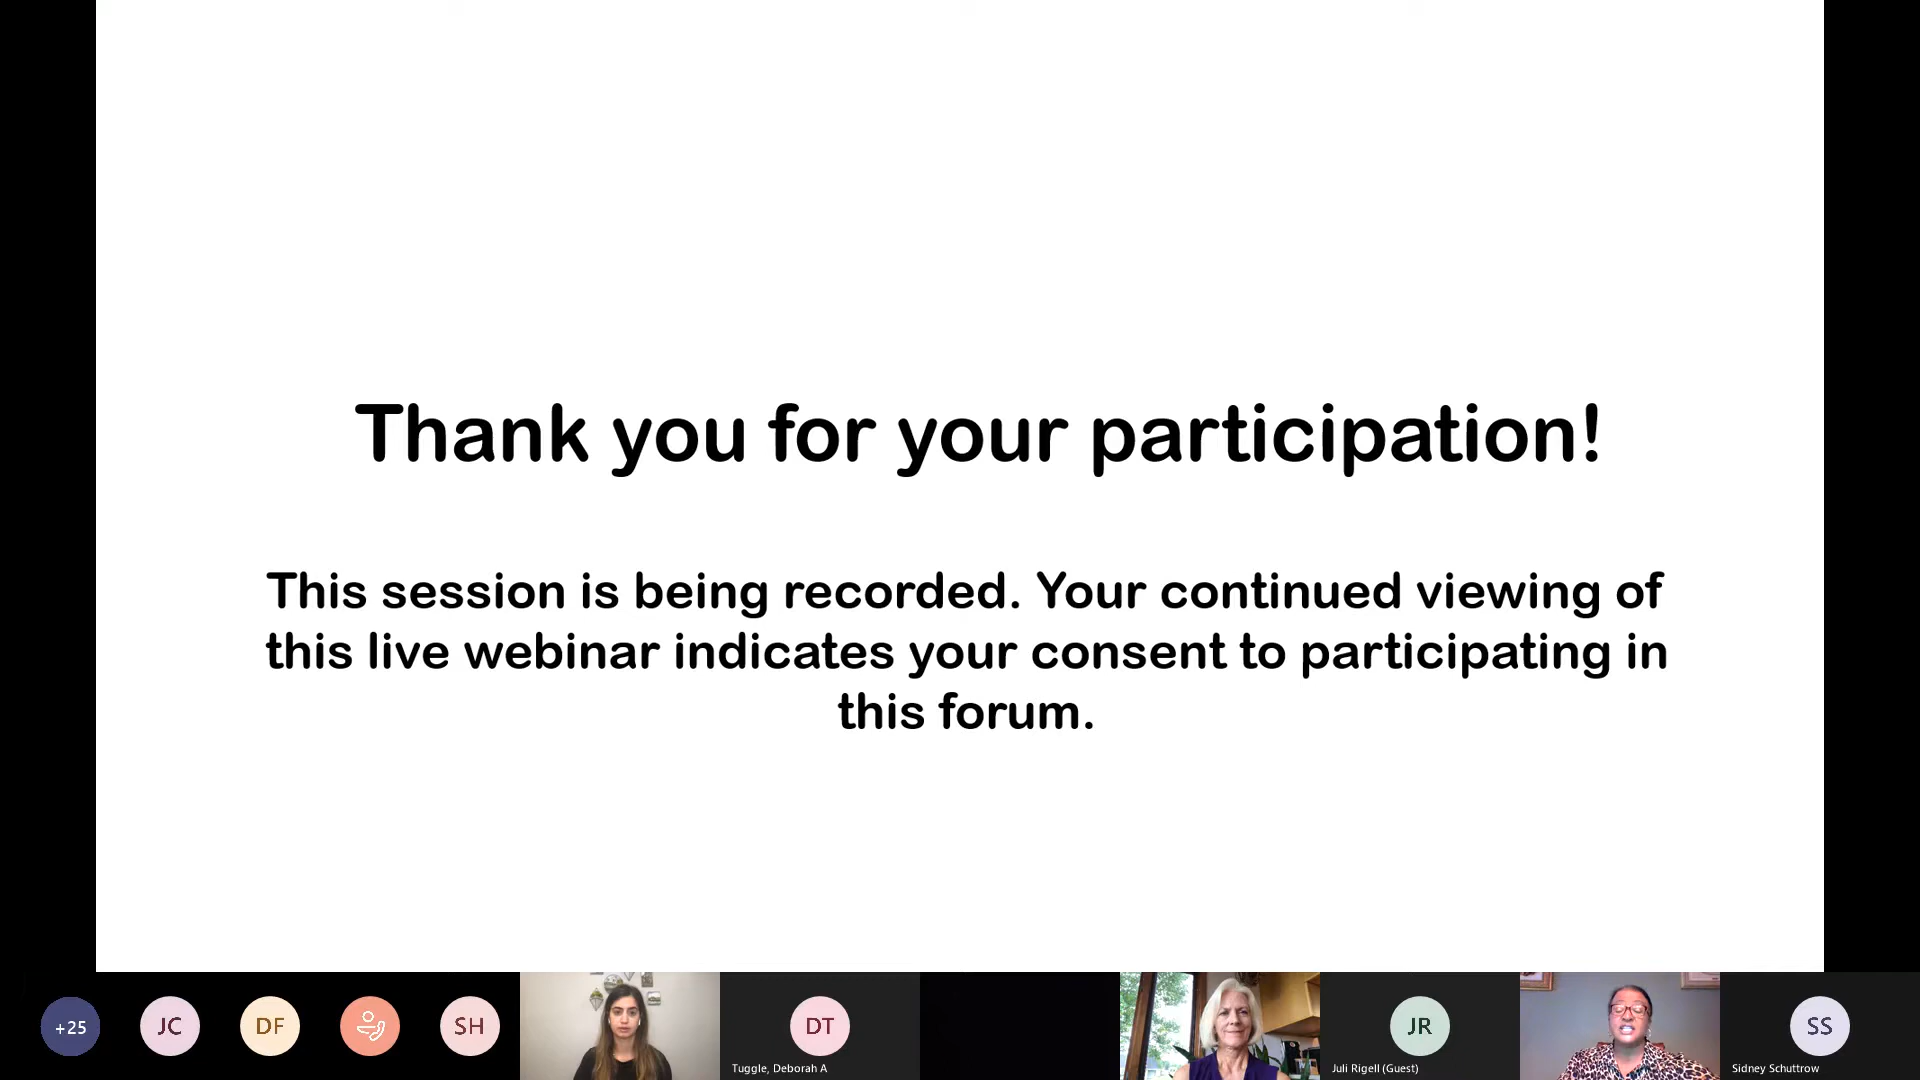 Thank you for your participation!
This session is being recorded. Your continued viewing of
this live webinar indicates your consent to participating in
this forum.
+25
JC
DF
SH
DT
Tuggle, Deborah A
JR
Juli Rigell (Guest)
SS
Sidney Schuttrow